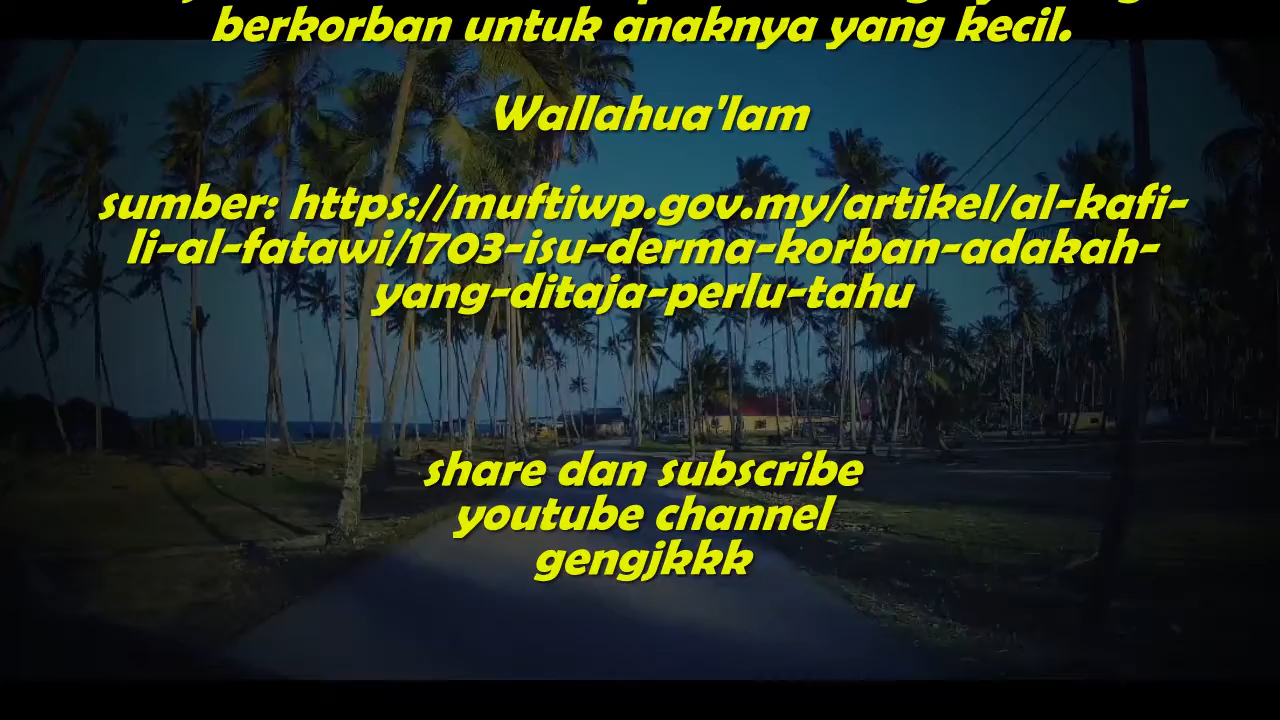 berkorban untuk anaknya yang kecil.
Wallahua'lam
sumber: https://muftiwp.gov.my/artikel/al-kafi-
li-al-fatawi/1703-isu-derma-korban-adakah-
yang-ditaja-perlu-tahu
share dan subscribe
youtube channel
gengjkkk